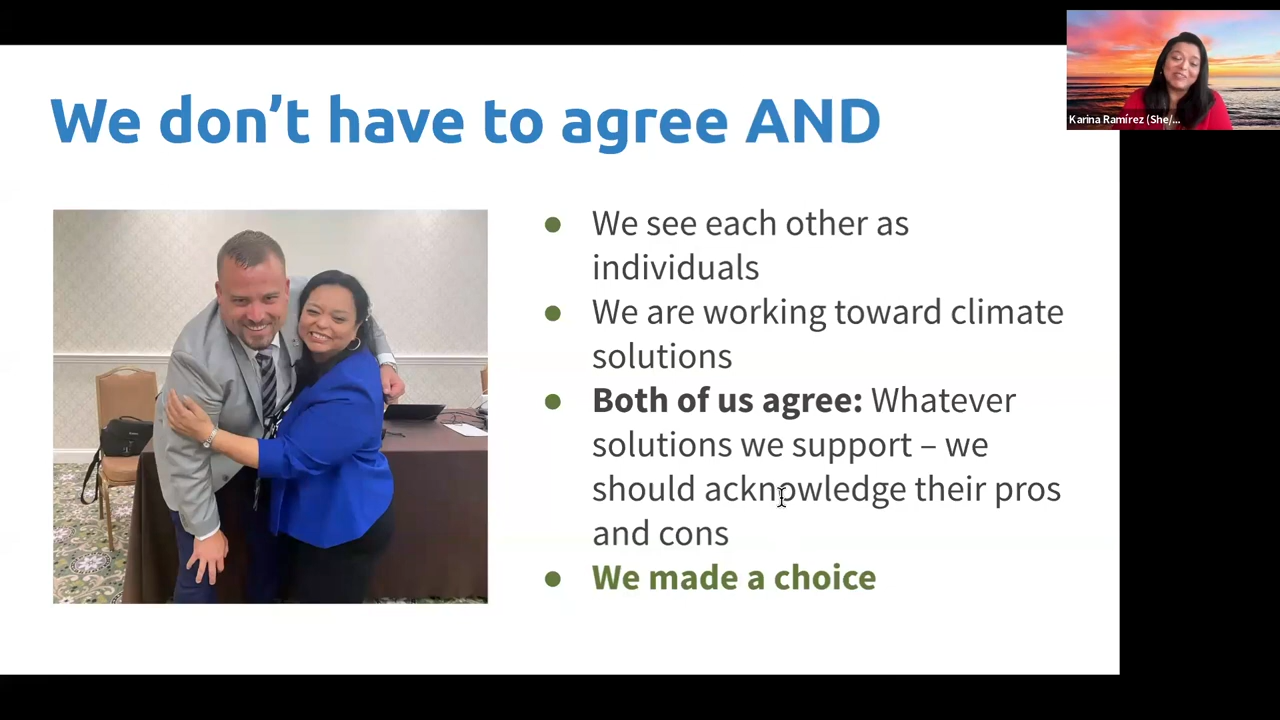 We don’t have to agree AND
Karina Ramírez (She/...
● We see each other as
individuals
● We are working toward climate
solutions
● Both of us agree: Whatever
solutions we support – we
should acknowledge their pros
and cons
● We made a choice